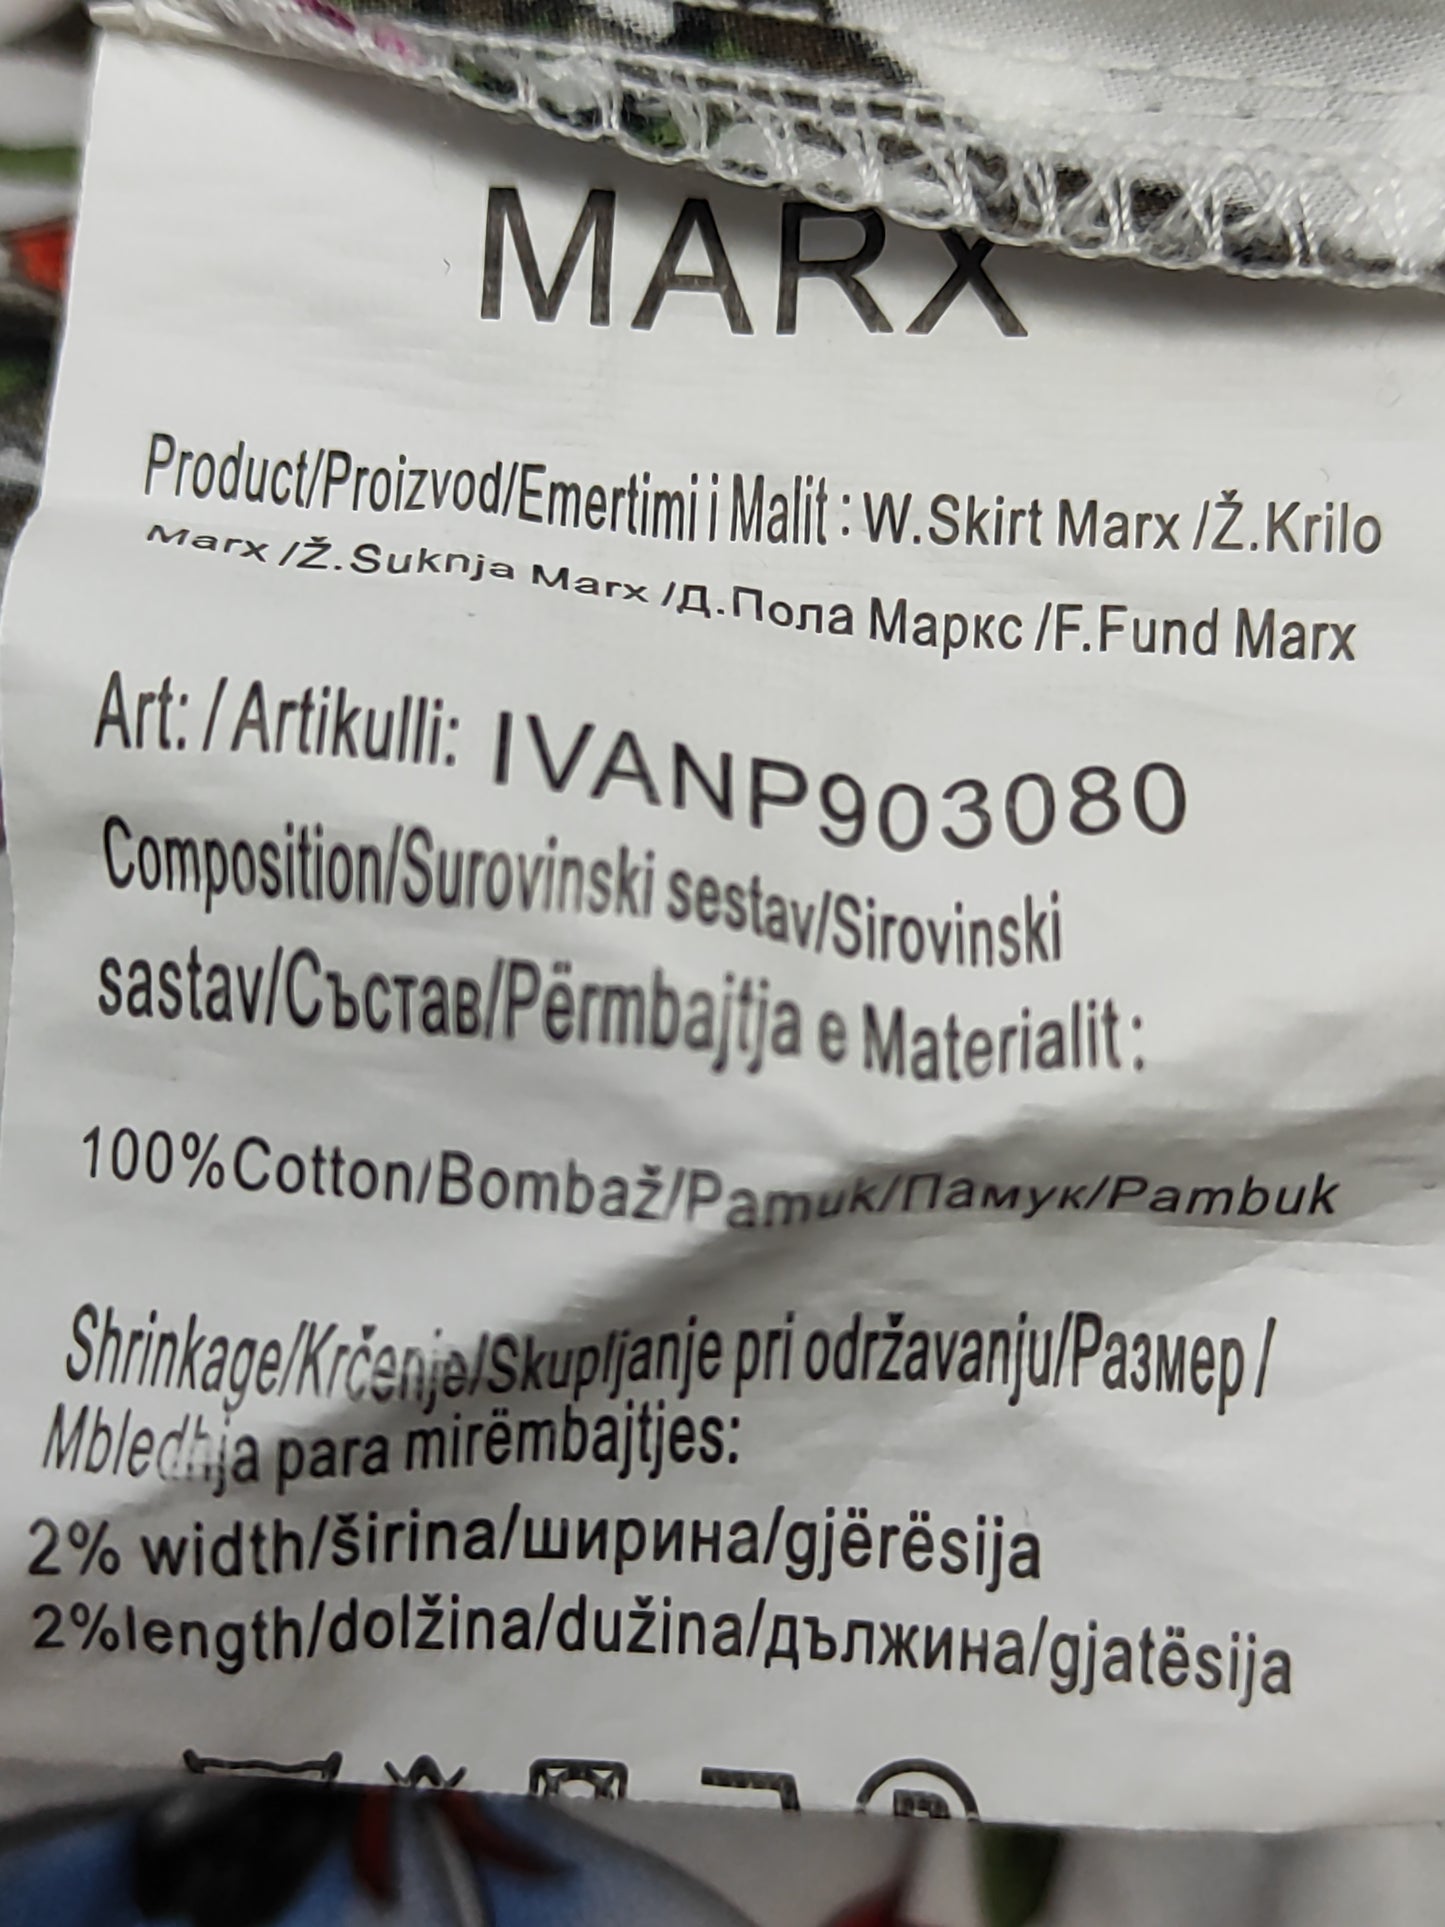 MARX
Product/Proizvod/Emertimi i Malit : W.Skirt Marx /Ž.Krilo
Marx /Ž.Suknja Marx /Д.Пола Маркс /F.Fund Marx
Art: / Artikulli: IVANP903080
Composition/Surovinski sestav/Sirovinski
sastav/Състав/Përmbajtja e Materialit :
100%Cotton/Bombaž/Pamuk/Памук/Pambuk
Shrinkage/Krčenje/Skupljanje pri održavanju/Размер /
Mbledhja para mirëmbajtjes:
2% width/širina/ширина/gjërësija
2%length/dolžina/dužina/дължина/gjatësija